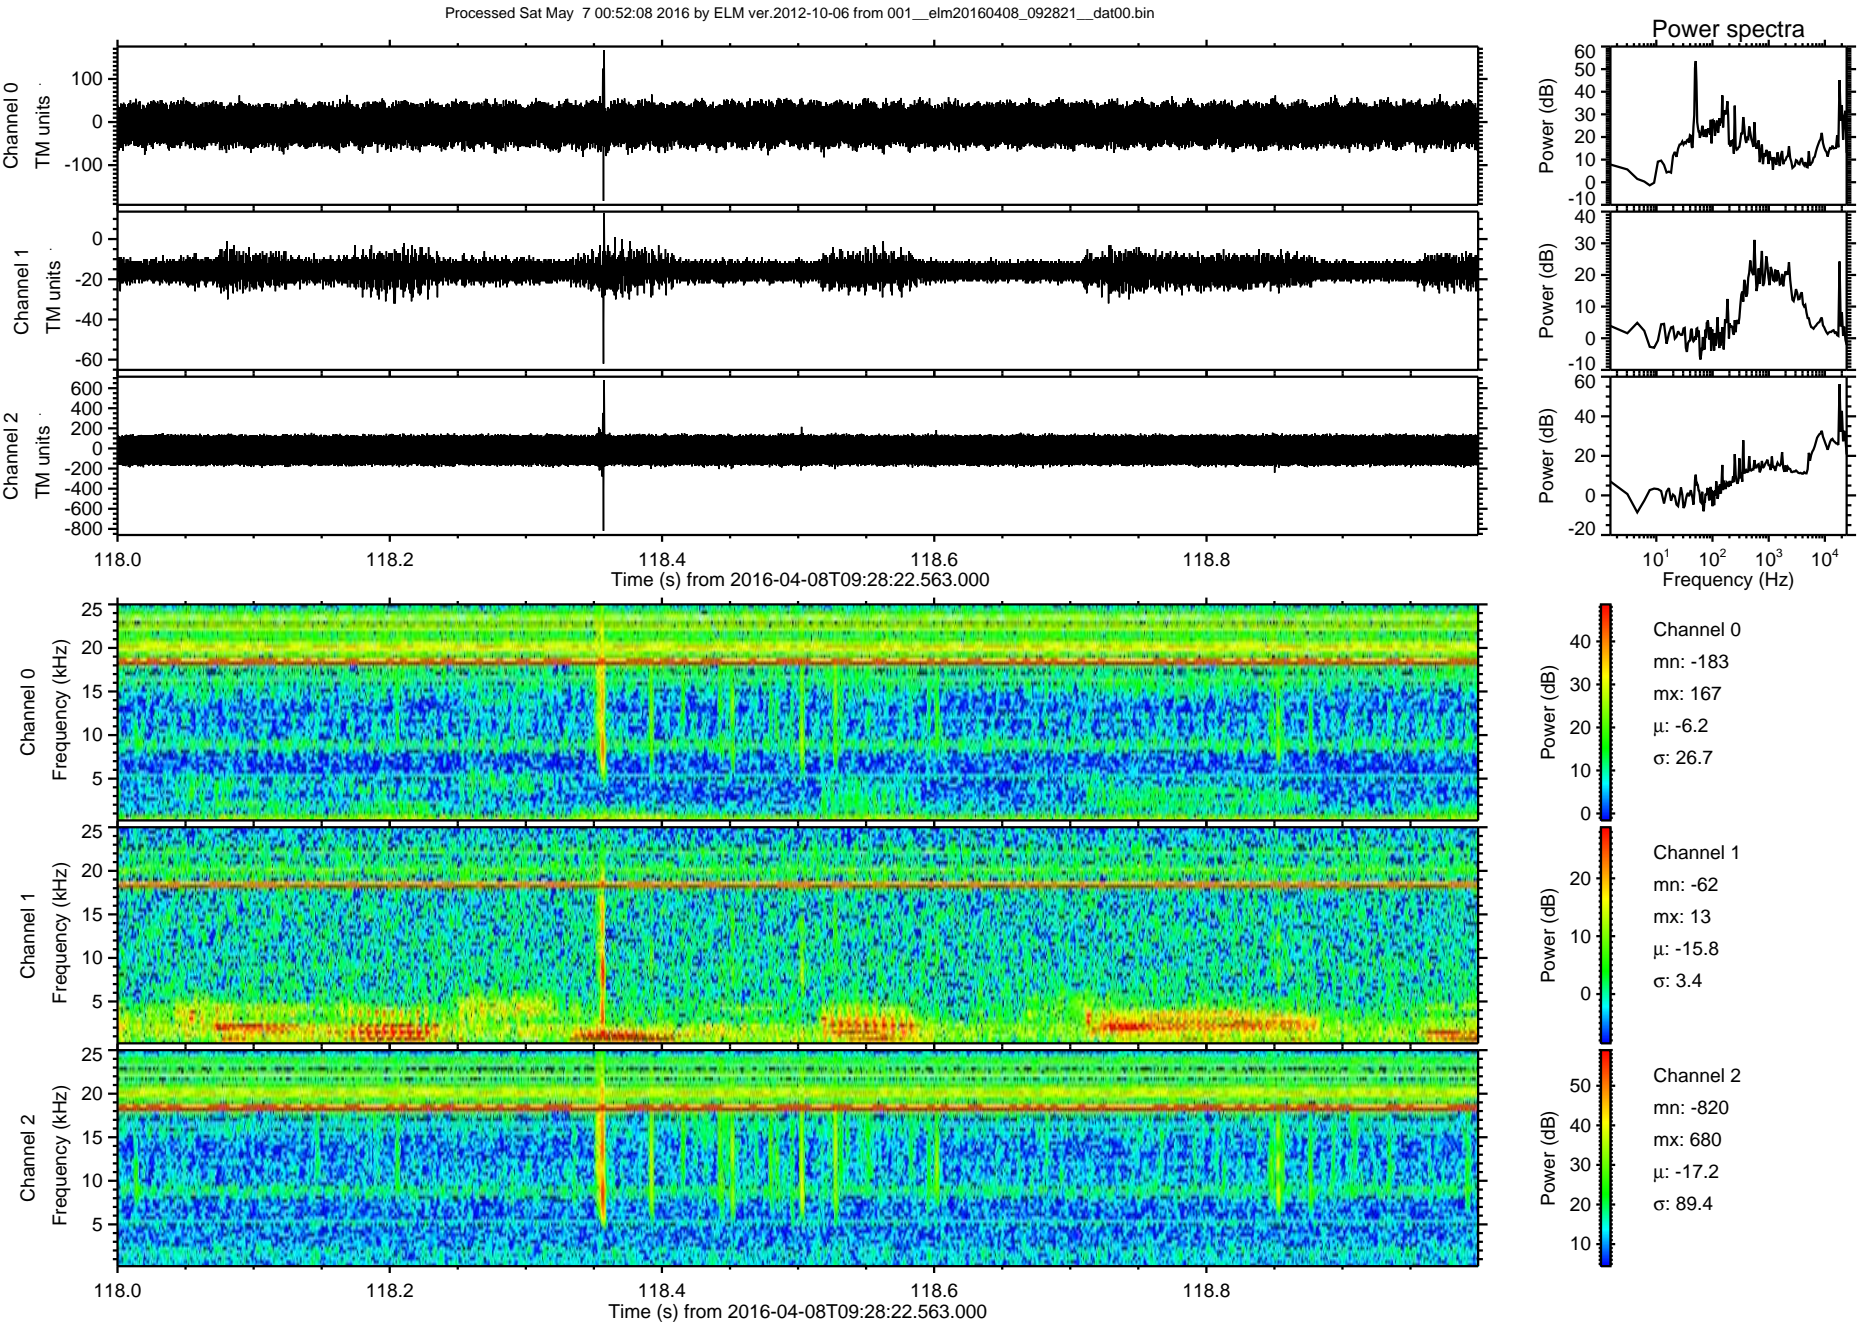 Processed Sat May  7 00:52:08 2016 by ELM ver.2012-10-06 from 001__elm20160408_092821__dat00.bin
Power spectra
Channel 0
TM units
100
0
-100
Power (dB)
60
50
40
30
20
10
0
-10
Channel 1
TM units
0
-20
-40
-60
Power (dB)
40
30
20
10
0
-10
Channel 2
TM units
600
400
200
0
-200
-400
-600
-800
Power (dB)
60
40
20
0
-20
118.0 118.2 118.4 118.6 118.8
Time (s) from 2016-04-08T09:28:22.563.000
10¹ 10² 10³ 10⁴
Frequency (Hz)
Channel 0
Frequency (kHz)
25
20
15
10
5
Power (dB)
40
30
20
10
0
Channel 0
mn: -183
mx: 167
μ: -6.2
σ: 26.7
Channel 1
Frequency (kHz)
25
20
15
10
5
Power (dB)
20
10
0
Channel 1
mn: -62
mx: 13
μ: -15.8
σ: 3.4
Channel 2
Frequency (kHz)
25
20
15
10
5
Power (dB)
50
40
30
20
10
Channel 2
mn: -820
mx: 680
μ: -17.2
σ: 89.4
118.0 118.2 118.4 118.6 118.8
Time (s) from 2016-04-08T09:28:22.563.000